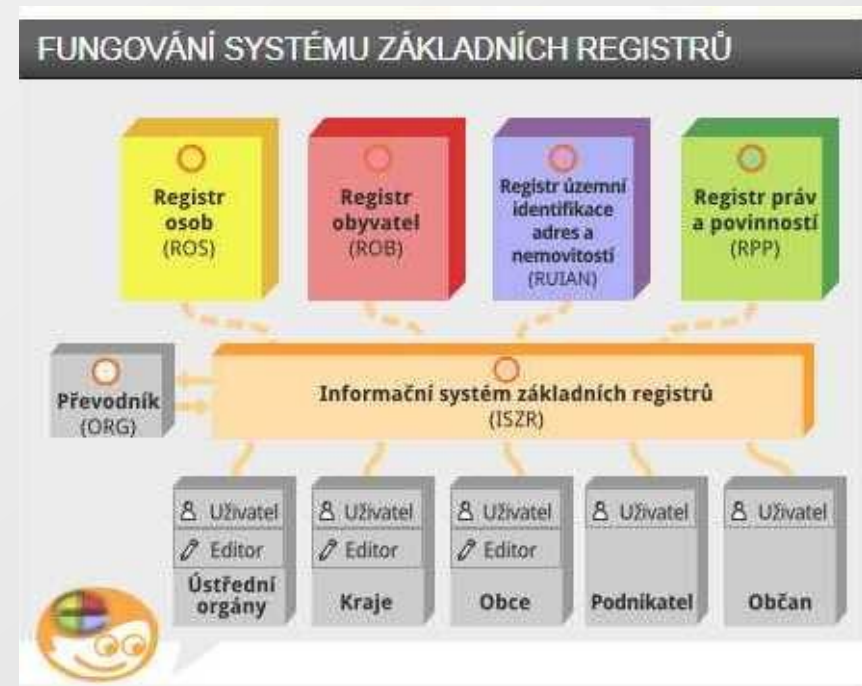 FUNGOVÁNÍ SYSTÉMU ZÁKLADNÍCH REGISTRŮ
Registr
osob
(ROS)
Registr
obyvatel
(ROB)
Registr územní
identifikace
adres a
nemovitostí
(RUIAN)
Registr práv
a povinností
(RPP)
Převodník
(ORG)
Informační systém základních registrů
(ISZR)
Uživatel
Editor
Ústřední
orgány
Uživatel
Editor
Kraje
Uživatel
Editor
Obce
Uživatel
Podnikatel
Uživatel
Občan